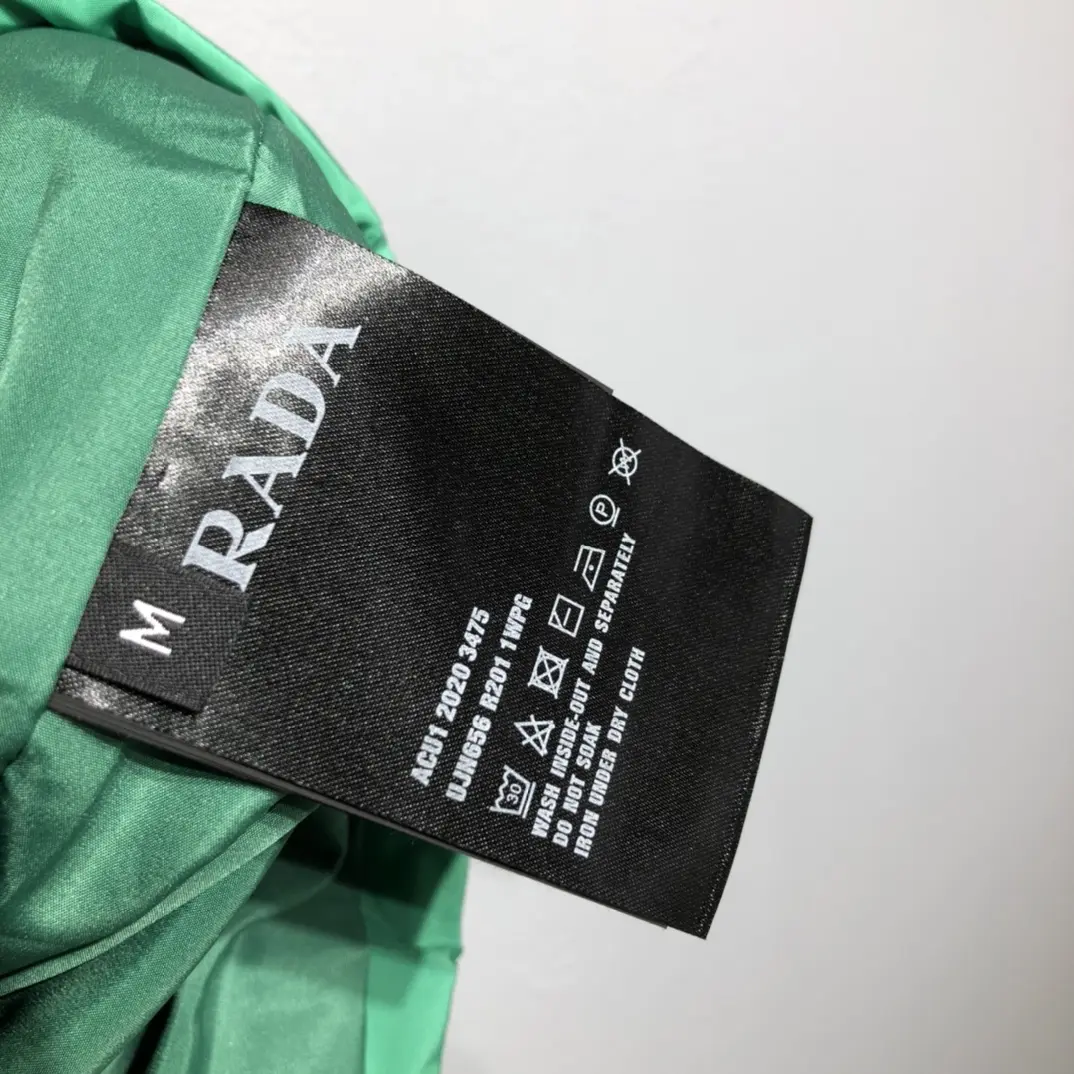 RADA
M
ACU1 2020 3475
UJN656 R201 1WPG
30
P
WASH INSIDE-OUT AND SEPARATELY
DO NOT SOAK
IRON UNDER DRY CLOTH